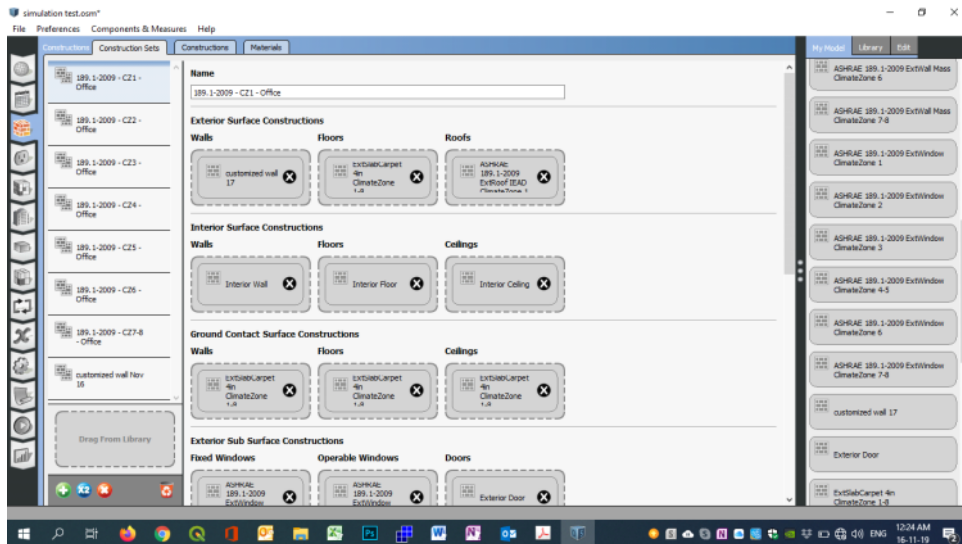 simulation test.osm*
File Preferences Components & Measures Help
Constructions Construction Sets Constructions Materials
My Model Library Edit
189.1-2009 - CZ1 -
Office
189.1-2009 - CZ2 -
Office
189.1-2009 - CZ3 -
Office
189.1-2009 - CZ4 -
Office
189.1-2009 - CZ5 -
Office
189.1-2009 - CZ6 -
Office
189.1-2009 - CZ7-8
- Office
customized wall Nov
16
Drag From Library
x2
Name
189.1-2009 - CZ1 - Office
Exterior Surface Constructions
Walls Floors Roofs
customized wall
17
ExtSlabCarpet
4in
ClimateZone
1-8
ASHRAE
189.1-2009
ExtRoof IEAD
ClimateZone 1
Interior Surface Constructions
Walls Floors Ceilings
Interior Wall Interior Floor Interior Ceiling
Ground Contact Surface Constructions
Walls Floors Ceilings
ExtSlabCarpet
4in
ClimateZone
1-8
ExtSlabCarpet
4in
ClimateZone
1-8
ExtSlabCarpet
4in
ClimateZone
1-8
Exterior Sub Surface Constructions
Fixed Windows Operable Windows Doors
ASHRAE
189.1-2009
ExtWindow
ASHRAE
189.1-2009
ExtWindow
Exterior Door
ASHRAE 189.1-2009 ExtWall Mass
ClimateZone 6
ASHRAE 189.1-2009 ExtWall Mass
ClimateZone 7-8
ASHRAE 189.1-2009 ExtWindow
ClimateZone 1
ASHRAE 189.1-2009 ExtWindow
ClimateZone 2
ASHRAE 189.1-2009 ExtWindow
ClimateZone 3
ASHRAE 189.1-2009 ExtWindow
ClimateZone 4-5
ASHRAE 189.1-2009 ExtWindow
ClimateZone 6
ASHRAE 189.1-2009 ExtWindow
ClimateZone 7-8
customized wall 17
Exterior Door
ExtSlabCarpet 4in
ClimateZone 1-8
ENG
12:24 AM
16-11-19